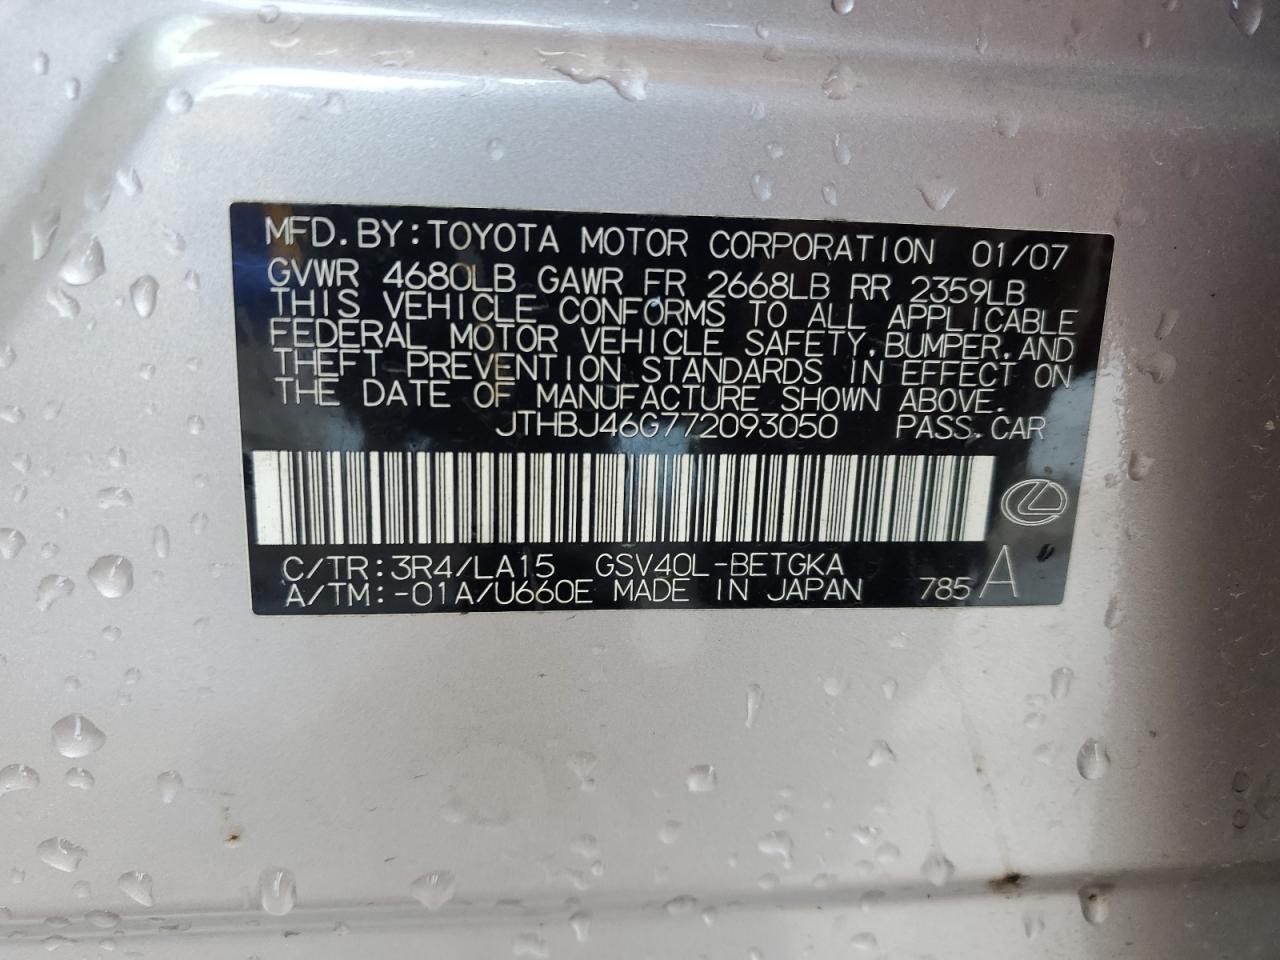 MFD.BY:TOYOTA MOTOR CORPORATION 01/07
GVWR 4680LB GAWR FR 2668LB RR 2359LB
THIS VEHICLE CONFORMS TO ALL APPLICABLE
FEDERAL MOTOR VEHICLE SAFETY,BUMPER,AND
THEFT PREVENTION STANDARDS IN EFFECT ON
THE DATE OF MANUFACTURE SHOWN ABOVE.
JTHBJ46G772093050 PASS.CAR
C/TR:3R4/LA15 GSV40L-BETGKA
A/TM:-01A/U660E MADE IN JAPAN 785 A